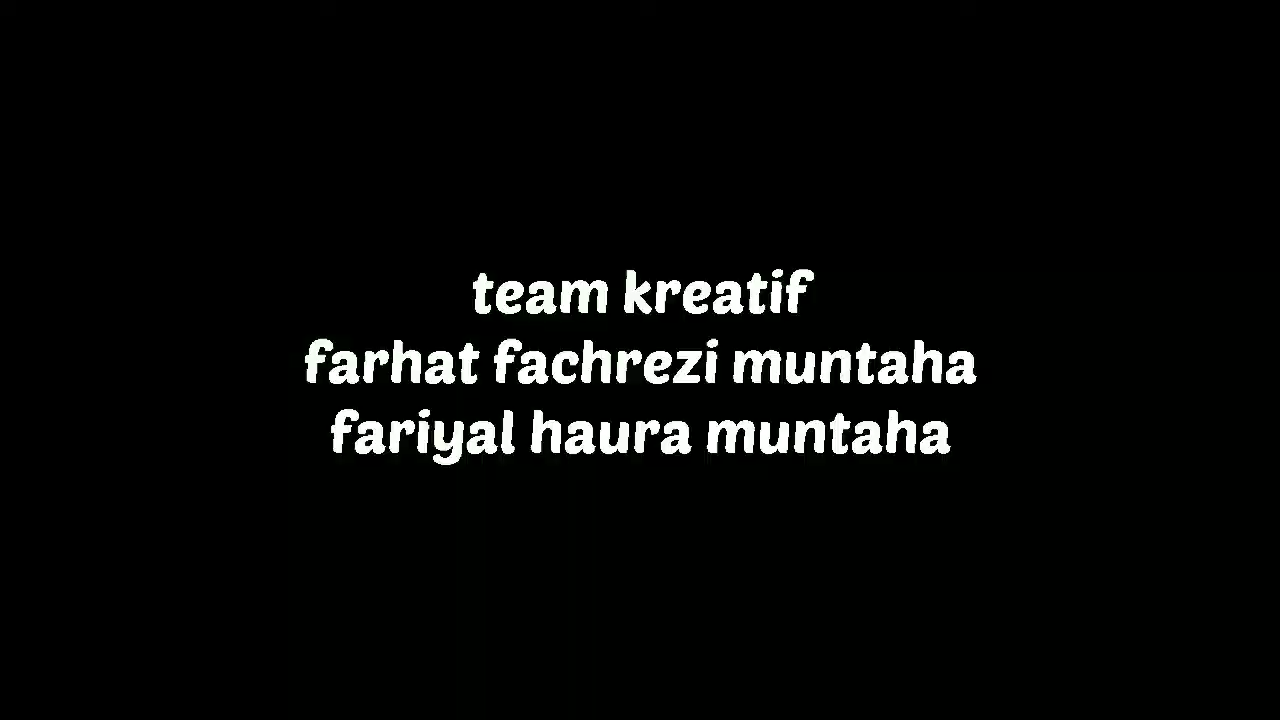 team kreatif
farhat fachrezi muntaha
fariyal haura muntaha